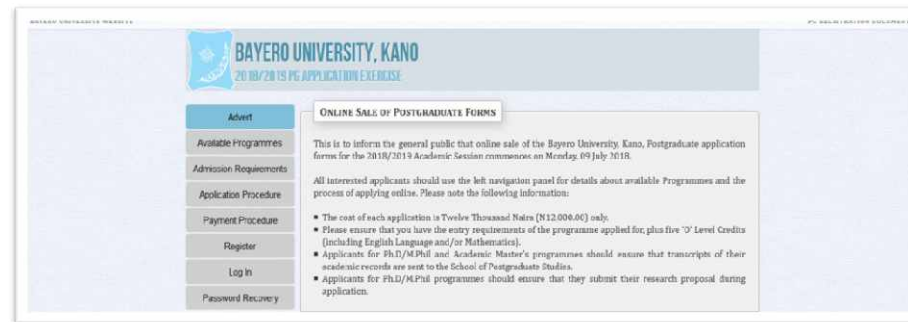 BAYERO UNIVERSITY, KANO
2018/2019 PG APPLICATION EXERCISE
Advert
Available Programmes
Admission Requirements
Application Procedure
Payment Procedure
Register
Log In
Password Recovery
ONLINE SALE OF POSTGRADUATE FORMS
This is to inform the general public that online sale of the Bayero University, Kano, Postgraduate application
forms for the 2018/2019 Academic Session commences on Monday, 09 July 2018.
All interested applicants should use the left navigation panel for details about available Programmes and the
process of applying online. Please note the following information:
▪ The cost of each application is Twelve Thousand Naira (N12,000.00) only.
▪ Please ensure that you have the entry requirements of the programme applied for, plus five 'O' Level Credits
(including English Language and/or Mathematics).
▪ Applicants for Ph.D/M.Phil and Academic Master's programmes should ensure that transcripts of their
academic records are sent to the School of Postgraduate Studies.
▪ Applicants for Ph.D/M.Phil programmes should ensure that they submit their research proposal during
application.